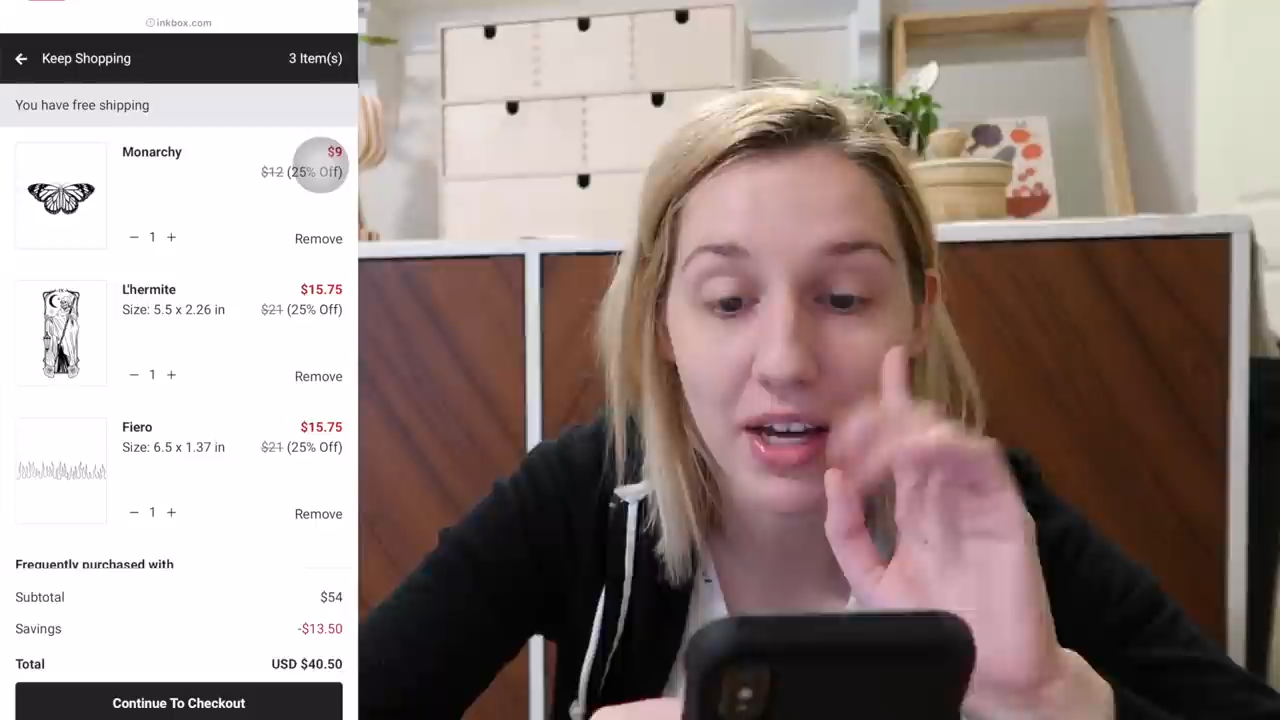 inkbox.com
Keep Shopping 3 Item(s)
You have free shipping
Monarchy $9
$12 (25% Off)
− 1 + Remove
L'hermite $15.75
Size: 5.5 x 2.26 in $21 (25% Off)
− 1 + Remove
Fiero $15.75
Size: 6.5 x 1.37 in $21 (25% Off)
− 1 + Remove
Frequently purchased with
Subtotal $54
Savings -$13.50
Total USD $40.50
Continue To Checkout